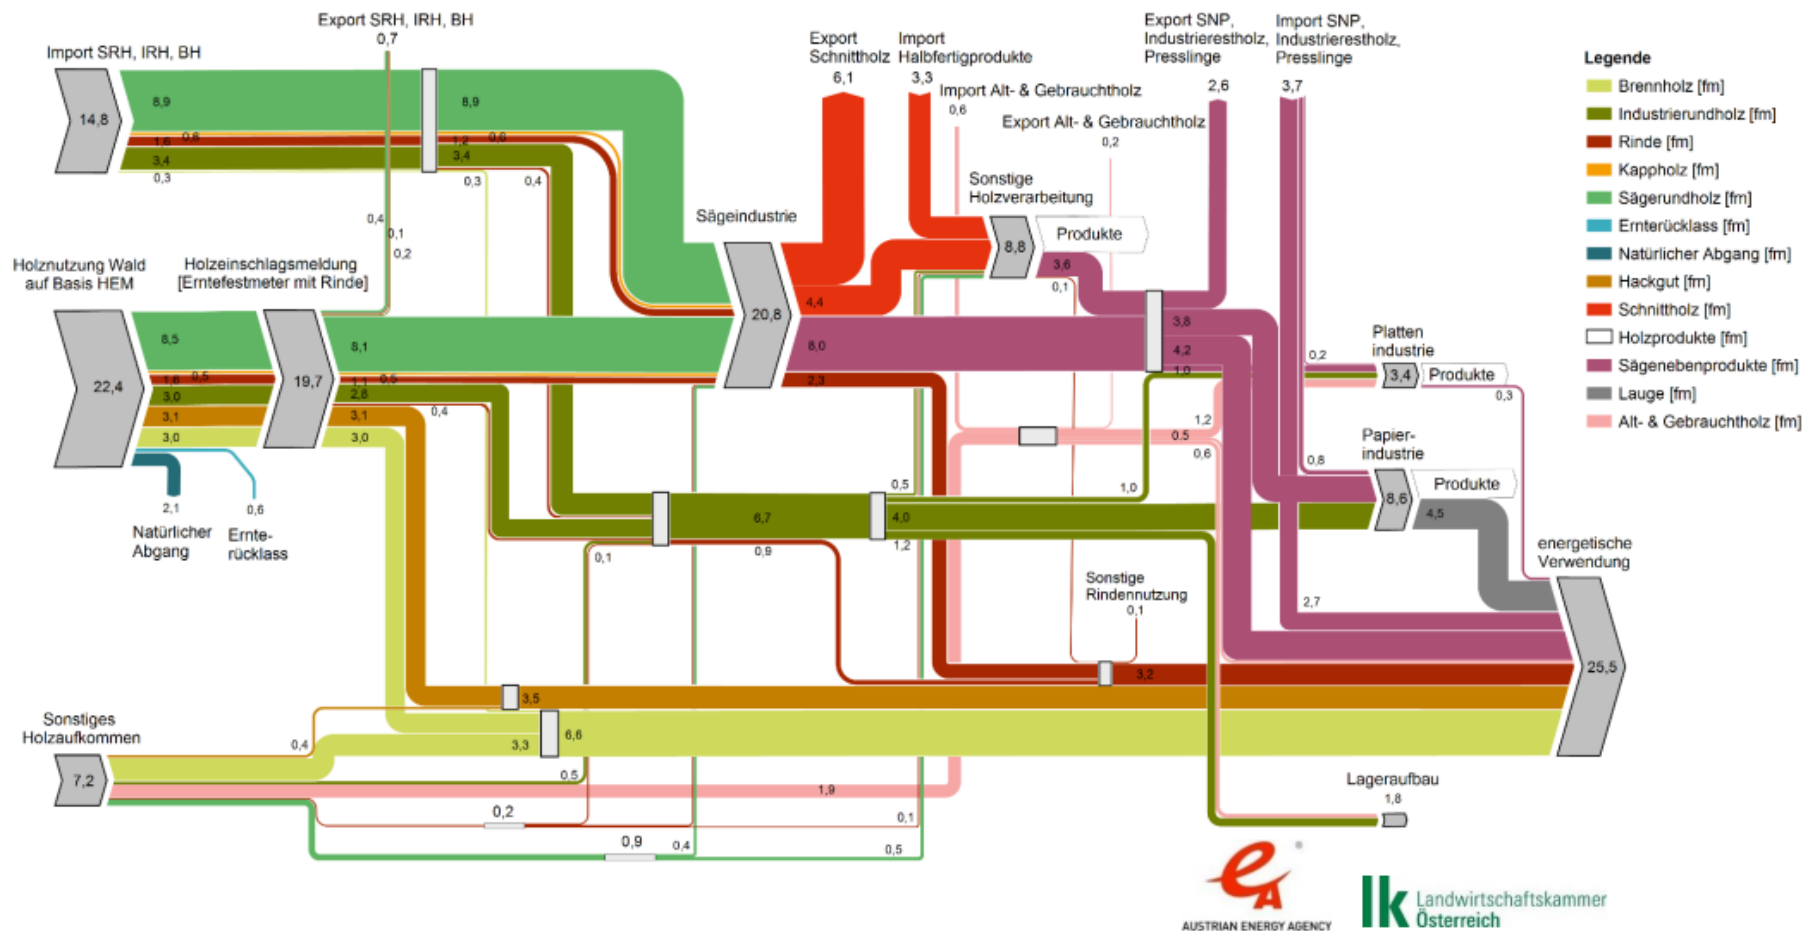 Export SRH, IRH, BH
0,7
Import SRH, IRH, BH
14,8
8,9
0,6
1,6
3,4
0,3
8,9
0,6
1,2
3,4
0,3
0,4
0,4
0,1
0,2
Export
Schnittholz
6,1
Import
Halbfertigprodukte
3,3
Import Alt- & Gebrauchtholz
0,6
Export Alt- & Gebrauchtholz
0,2
Export SNP,
Industrierestholz,
Presslinge
2,6
Import SNP,
Industrierestholz,
Presslinge
3,7
Legende
Brennholz [fm]
Industrierundholz [fm]
Rinde [fm]
Kappholz [fm]
Sägerundholz [fm]
Ernterücklass [fm]
Natürlicher Abgang [fm]
Hackgut [fm]
Schnittholz [fm]
Holzprodukte [fm]
Sägenebenprodukte [fm]
Lauge [fm]
Alt- & Gebrauchtholz [fm]
Holznutzung Wald
auf Basis HEM
22,4
8,5
0,5
1,6
3,0
3,1
3,0
2,1
Natürlicher
Abgang
0,6
Ernte-
rücklass
Holzeinschlagsmeldung
[Erntefestmeter mit Rinde]
19,7
8,1
0,5
1,1
2,8
3,1
3,0
0,4
Sägeindustrie
20,8
4,4
8,0
2,3
Sonstige
Holzverarbeitung
8,8
Produkte
3,6
0,1
3,8
4,2
1,0
0,2
Platten
industrie
3,4
Produkte
0,3
1,2
0,5
0,6
0,8
Papier-
industrie
8,6
Produkte
4,5
6,7
0,5
4,0
1,2
1,0
0,1
0,9
Sonstige
Rindennutzung
0,1
3,2
2,7
energetische
Verwendung
25,5
Sonstiges
Holzaufkommen
7,2
0,4
3,5
3,3
6,6
0,5
1,9
0,2
0,1
0,9
0,4
0,5
Lageraufbau
1,8
AUSTRIAN ENERGY AGENCY
lk Landwirtschaftskammer
Österreich